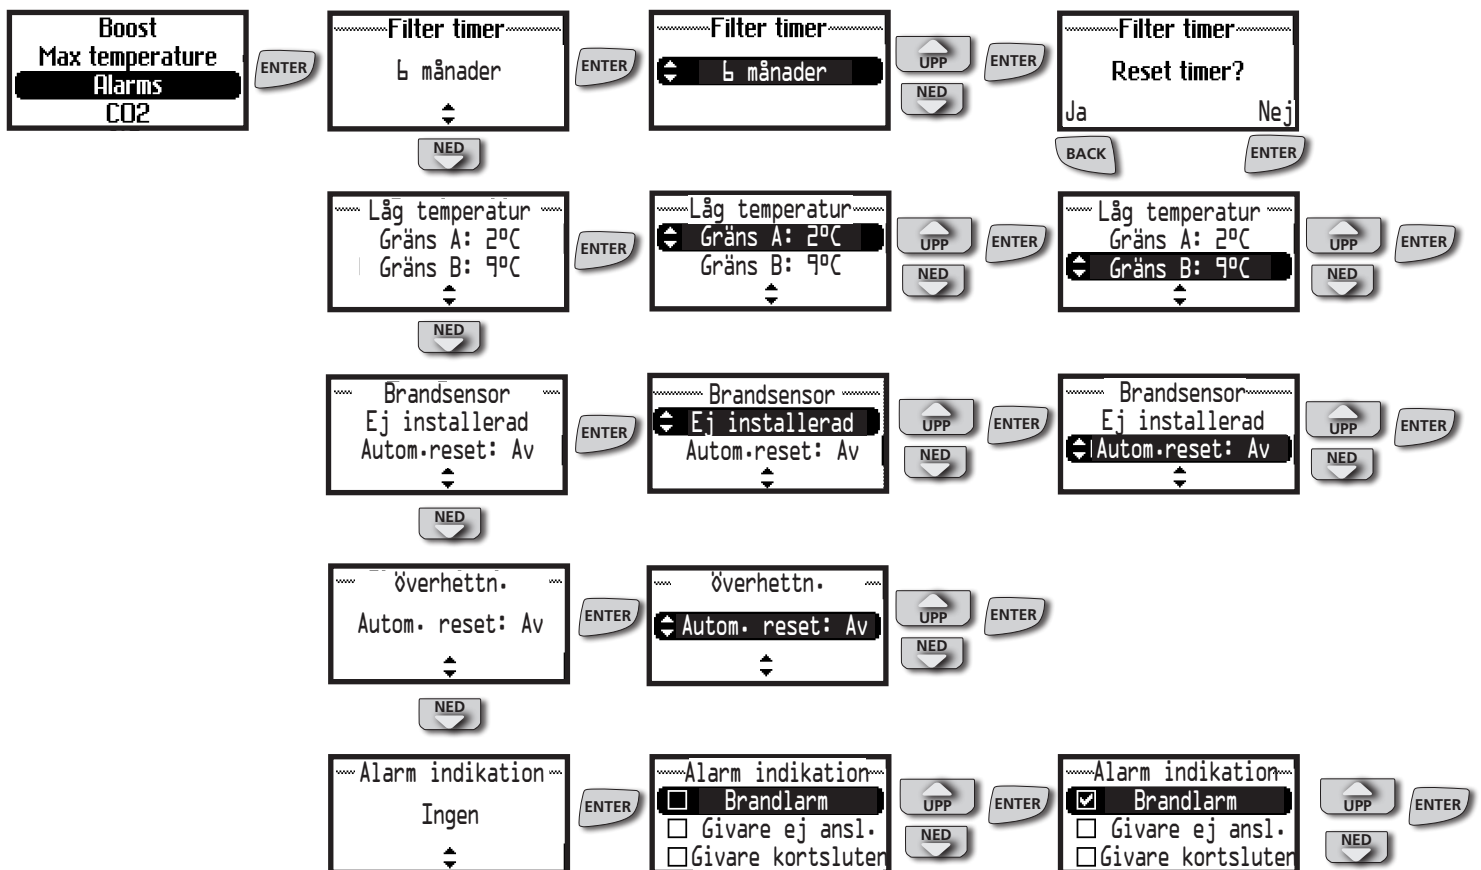 Boost
Max temperature
Alarms
CO2
ENTER
Filter timer
6 månader
ENTER
Filter timer
6 månader
UPP
NED
ENTER
Filter timer
Reset timer?
Ja Nej
BACK
ENTER
NED
Låg temperatur
Gräns A: 2ºC
Gräns B: 9ºC
ENTER
Låg temperatur
Gräns A: 2ºC
Gräns B: 9ºC
UPP
NED
ENTER
Låg temperatur
Gräns A: 2ºC
Gräns B: 9ºC
UPP
NED
ENTER
NED
Brandsensor
Ej installerad
Autom.reset: Av
ENTER
Brandsensor
Ej installerad
Autom.reset: Av
UPP
NED
ENTER
Brandsensor
Ej installerad
Autom.reset: Av
UPP
NED
ENTER
NED
Överhettn.
Autom. reset: Av
ENTER
Överhettn.
Autom. reset: Av
UPP
NED
ENTER
NED
Alarm indikation
Ingen
ENTER
Alarm indikation
Brandlarm
Givare ej ansl.
Givare kortsluten
UPP
NED
ENTER
Alarm indikation
Brandlarm
Givare ej ansl.
Givare kortsluten
UPP
NED
ENTER